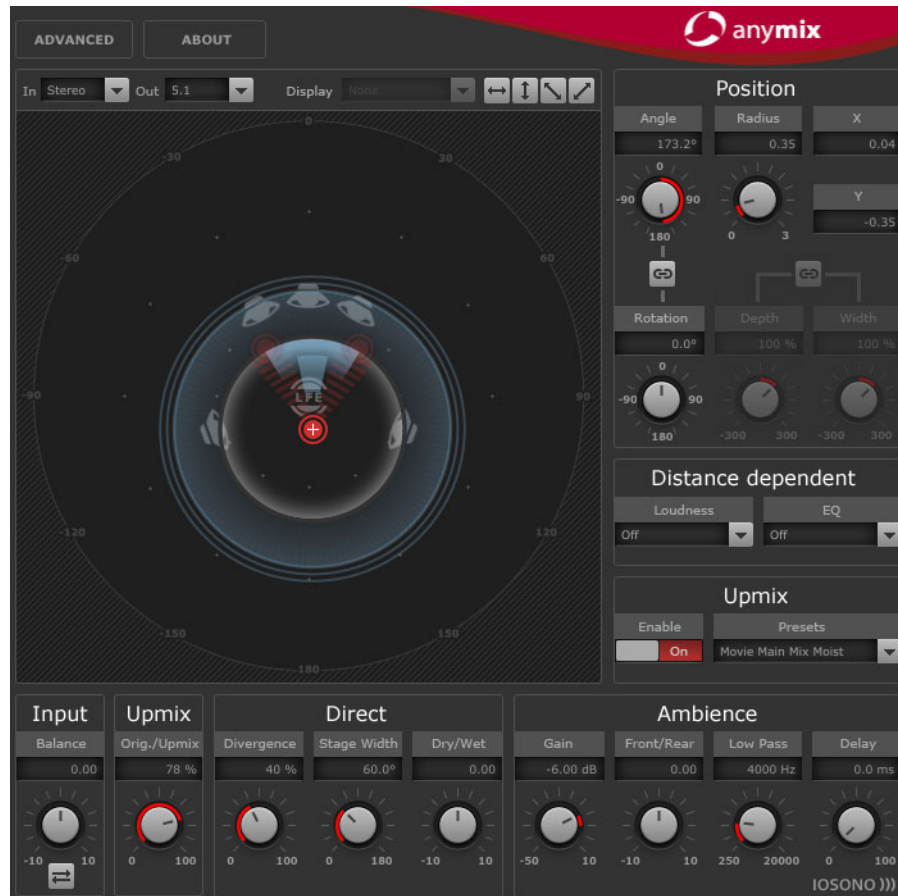 ADVANCED
ABOUT
anymix
In Stereo Out 5.1 Display None
0
-30 30
-60 60
-90 90
-120 120
-150 150
180
LFE
Position
Angle Radius X
173.2° 0.35 0.04
0
-90 90
180
0 3
Y
-0.35
Rotation Depth Width
0.0° 100 % 100 %
0
-90 90
180
-300 300
-300 300
Distance dependent
Loudness EQ
Off Off
Upmix
Enable Presets
On Movie Main Mix Moist
Input
Balance
0.00
-10 10
Upmix
Orig./Upmix
78 %
0 100
Direct
Divergence Stage Width Dry/Wet
40 % 60.0° 0.00
0 100 0 180 -10 10
Ambience
Gain Front/Rear Low Pass Delay
-6.00 dB 0.00 4000 Hz 0.0 ms
-50 10 -10 10 250 20000 0 100
IOSONO )))